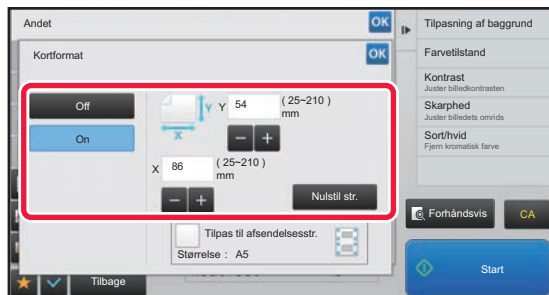 Andet
OK
Kortformat
OK
Off
On
Y
X
Y 54 ( 25~210 )
mm
X 86 ( 25~210 )
mm
Nulstil str.
Tilpas til afsendelsesstr.
Størrelse : A5
Tilbage
Tilpasning af baggrund
Farvetilstand
Kontrast
Juster billedkontrasten
Skarphed
Juster billedets omrids
Sort/hvid
Fjern kromatisk farve
Forhåndsvis
CA
Start